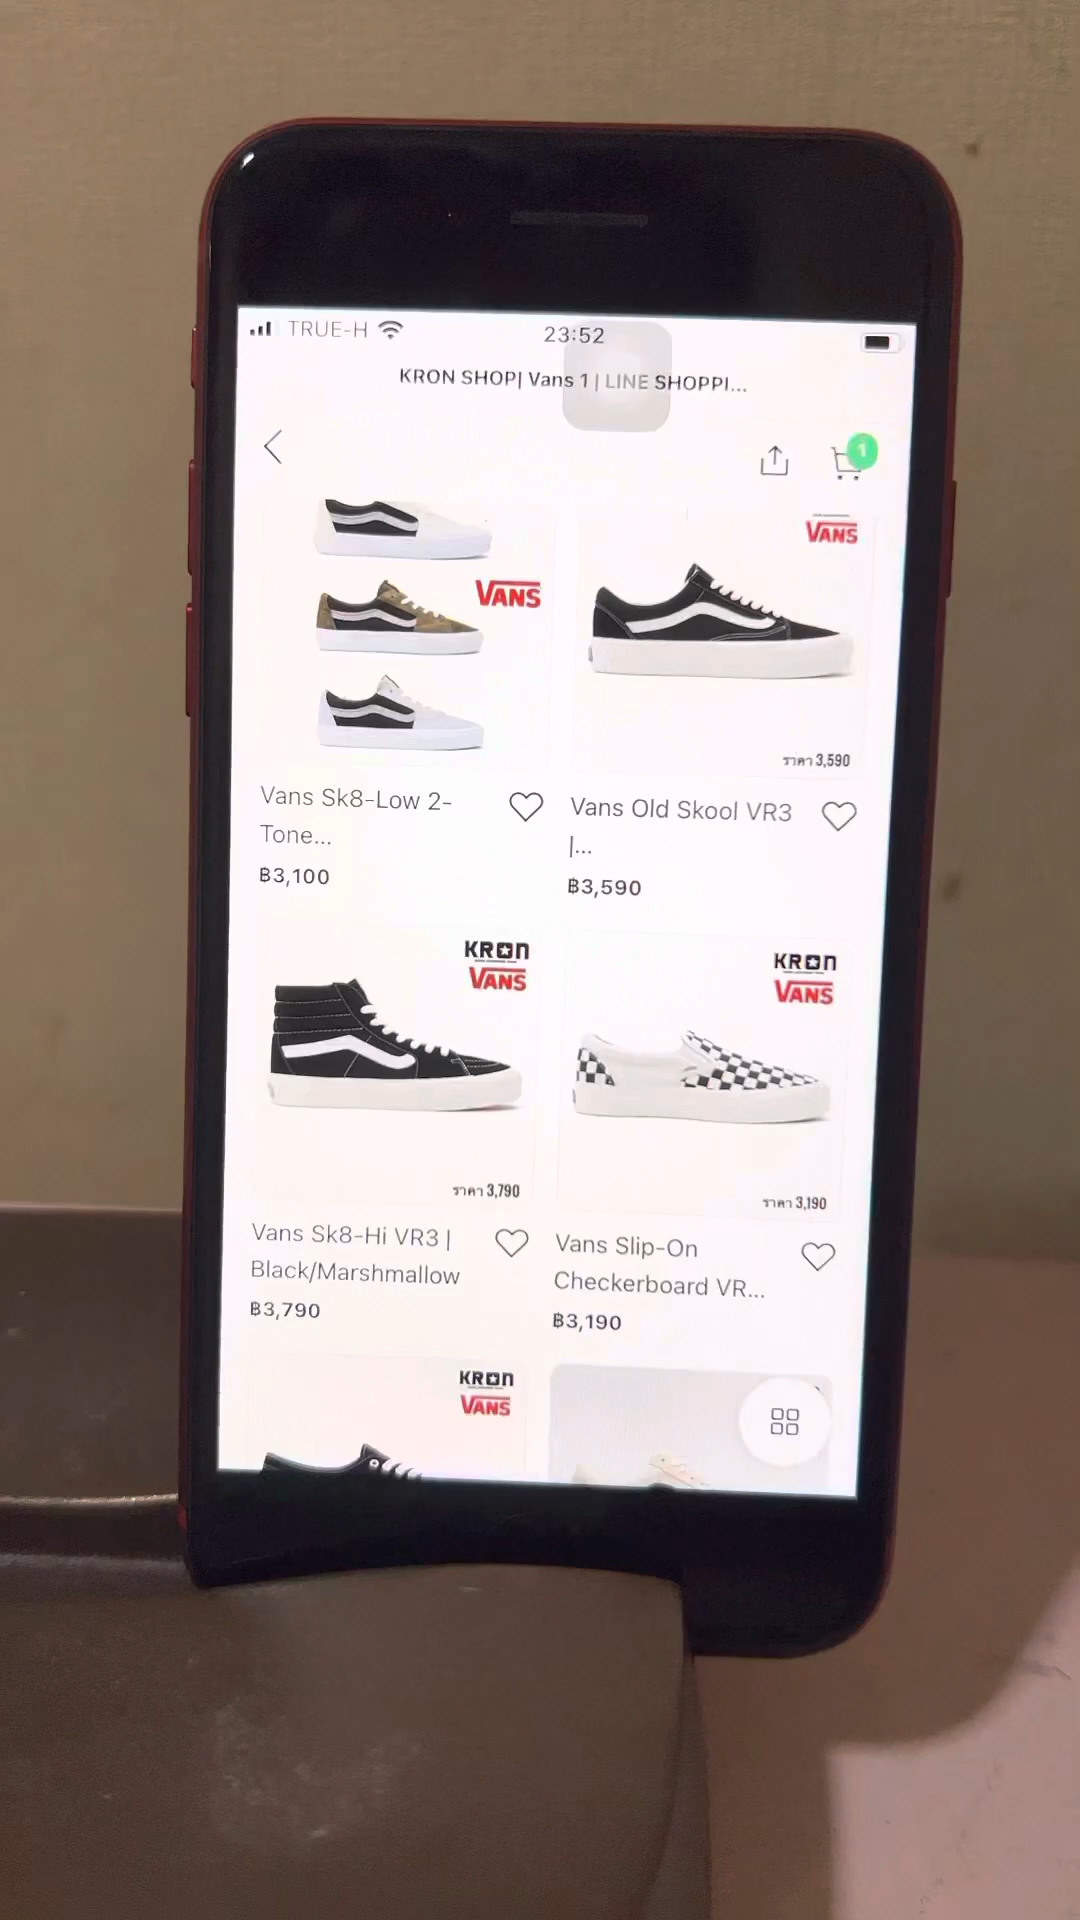 TRUE-H
23:52
KRON SHOP| Vans 1 | LINE SHOPPI...
1
VANS
VANS
ราคา 3,590
Vans Sk8-Low 2-
Tone...
฿3,100
Vans Old Skool VR3
|...
฿3,590
KRON
VANS
ราคา 3,790
KRON
VANS
ราคา 3,190
Vans Sk8-Hi VR3 |
Black/Marshmallow
฿3,790
Vans Slip-On
Checkerboard VR...
฿3,190
KRON
VANS